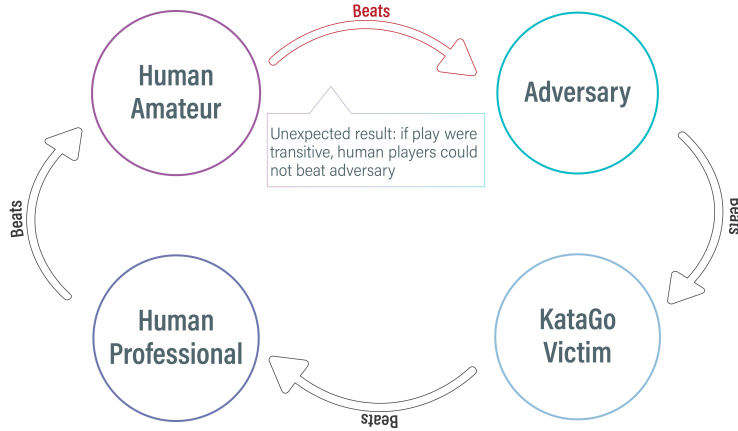 Beats
Human
Amateur
Adversary
Unexpected result: if play were
transitive, human players could
not beat adversary
Beats
Beats
Human
Professional
KataGo
Victim
Beats